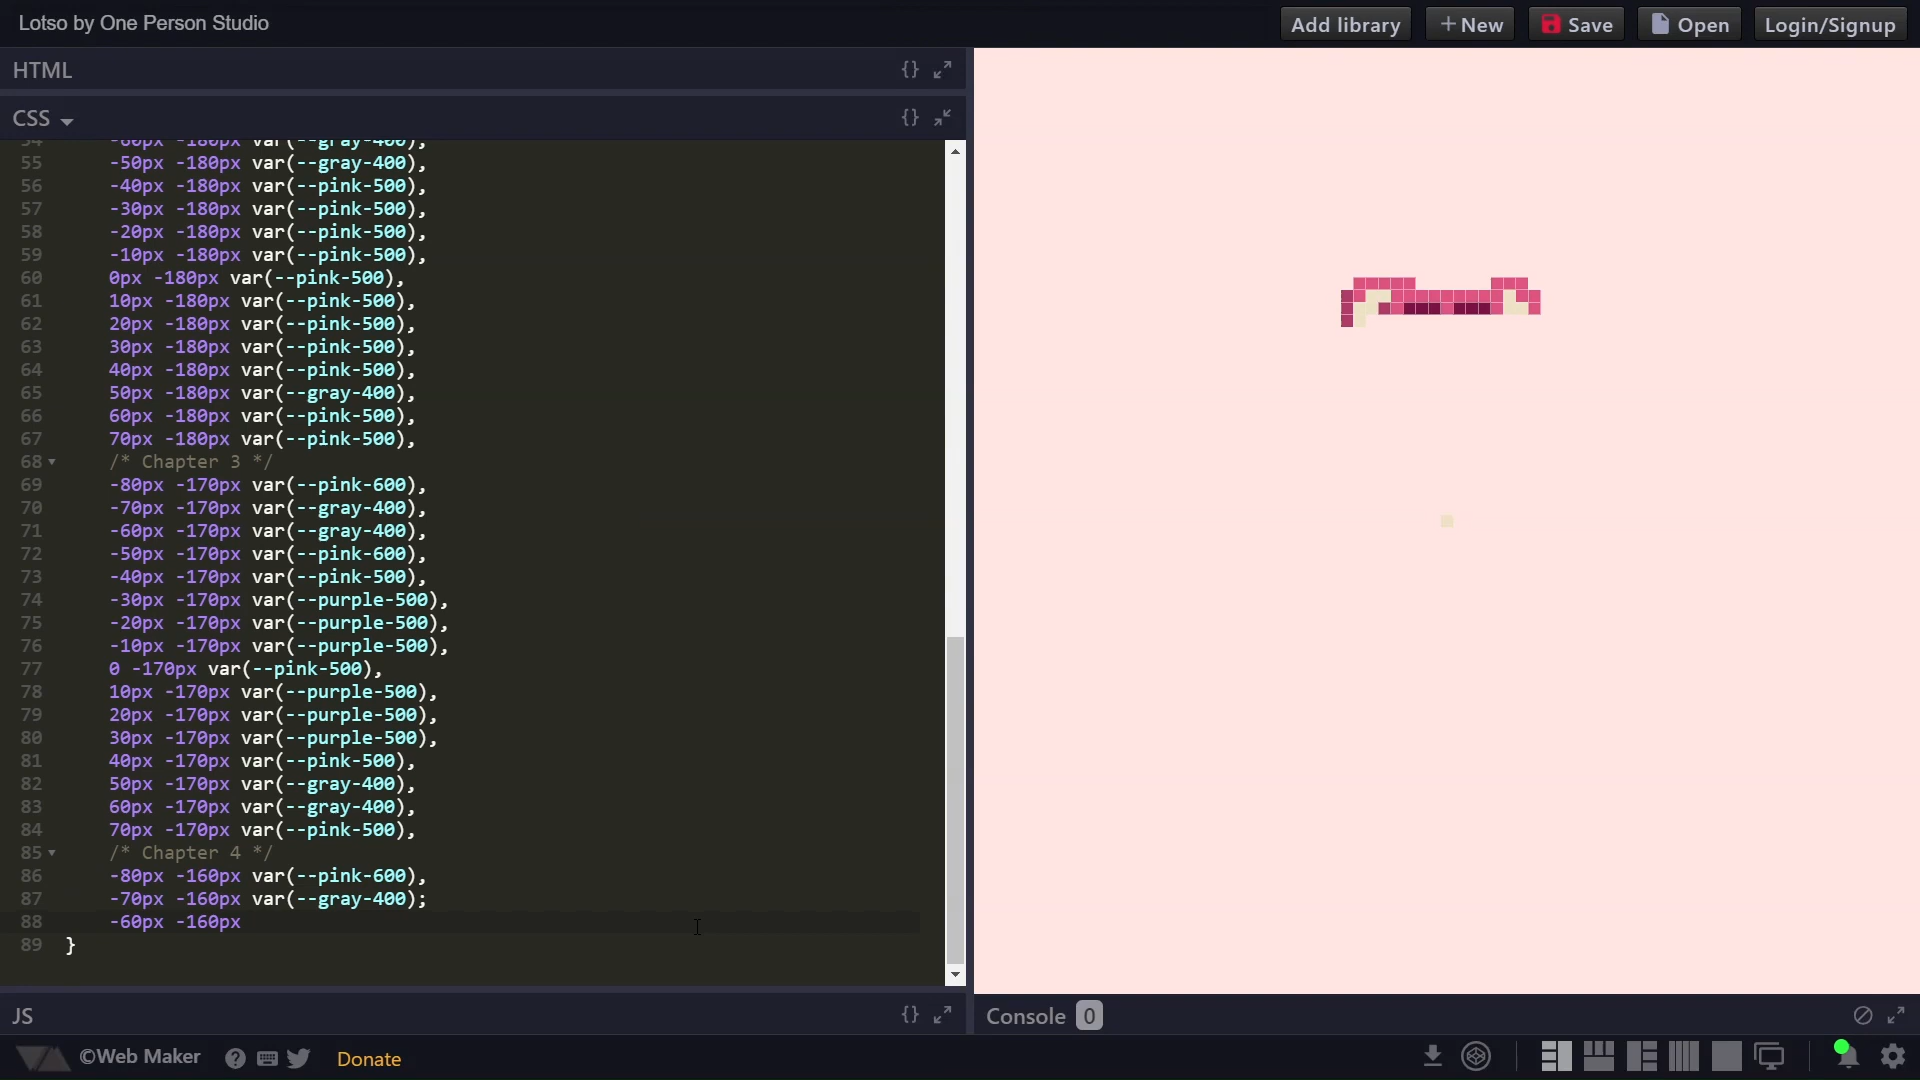 Lotso by One Person Studio
Add library
+ New
Save
Open
Login/Signup
HTML
{}
CSS
{}
54 -60px -180px var(--gray-400),
55 -50px -180px var(--gray-400),
56 -40px -180px var(--pink-500),
57 -30px -180px var(--pink-500),
58 -20px -180px var(--pink-500),
59 -10px -180px var(--pink-500),
60 0px -180px var(--pink-500),
61 10px -180px var(--pink-500),
62 20px -180px var(--pink-500),
63 30px -180px var(--pink-500),
64 40px -180px var(--pink-500),
65 50px -180px var(--gray-400),
66 60px -180px var(--pink-500),
67 70px -180px var(--pink-500),
68 /* Chapter 3 */
69 -80px -170px var(--pink-600),
70 -70px -170px var(--gray-400),
71 -60px -170px var(--gray-400),
72 -50px -170px var(--pink-600),
73 -40px -170px var(--pink-500),
74 -30px -170px var(--purple-500),
75 -20px -170px var(--purple-500),
76 -10px -170px var(--purple-500),
77 0 -170px var(--pink-500),
78 10px -170px var(--purple-500),
79 20px -170px var(--purple-500),
80 30px -170px var(--purple-500),
81 40px -170px var(--pink-500),
82 50px -170px var(--gray-400),
83 60px -170px var(--gray-400),
84 70px -170px var(--pink-500),
85 /* Chapter 4 */
86 -80px -160px var(--pink-600),
87 -70px -160px var(--gray-400);
88 -60px -160px
89 }
JS
{}
Console 0
©Web Maker
?
Donate